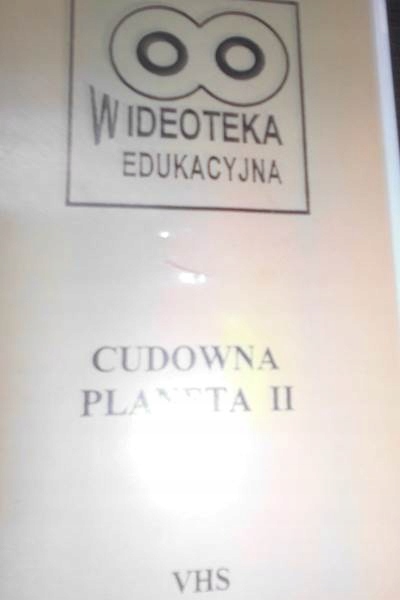 WIDEOTEKA
EDUKACYJNA
CUDOWNA
PLANETA II
VHS